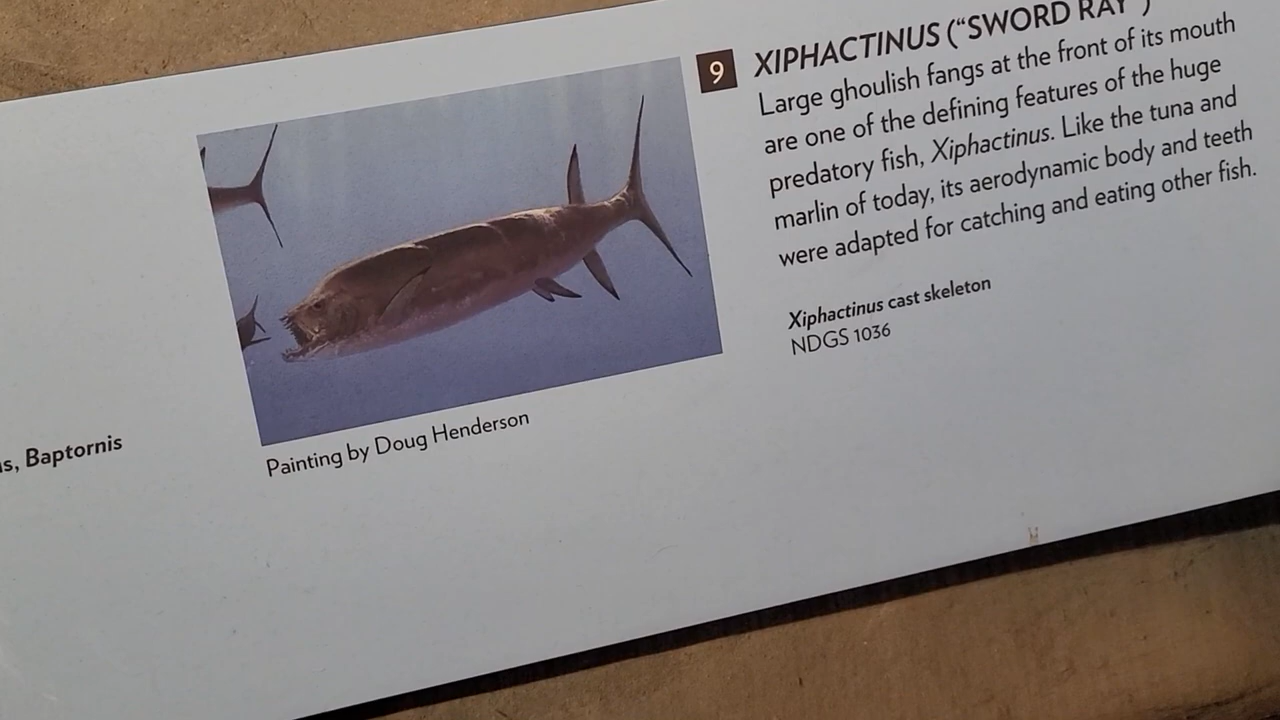 9
XIPHACTINUS ("SWORD RAY")
Large ghoulish fangs at the front of its mouth
are one of the defining features of the huge
predatory fish, Xiphactinus. Like the tuna and
marlin of today, its aerodynamic body and teeth
were adapted for catching and eating other fish.
Xiphactinus cast skeleton
NDGS 1036
Painting by Doug Henderson
Baptornis